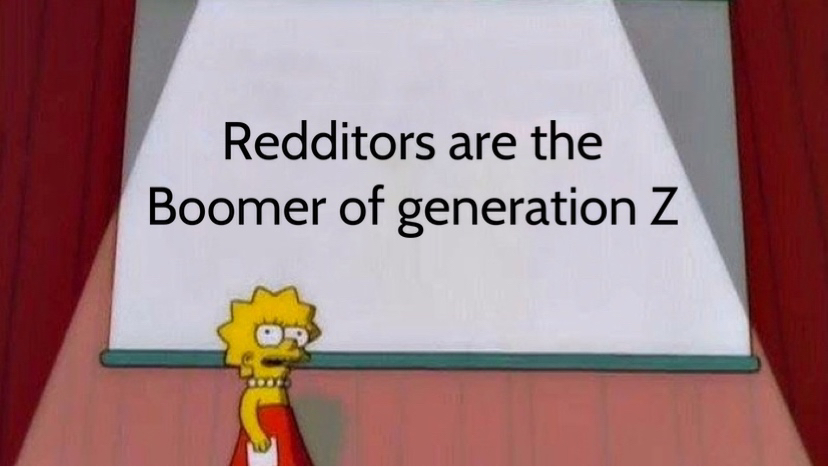 Redditors are the
Boomer of generation Z